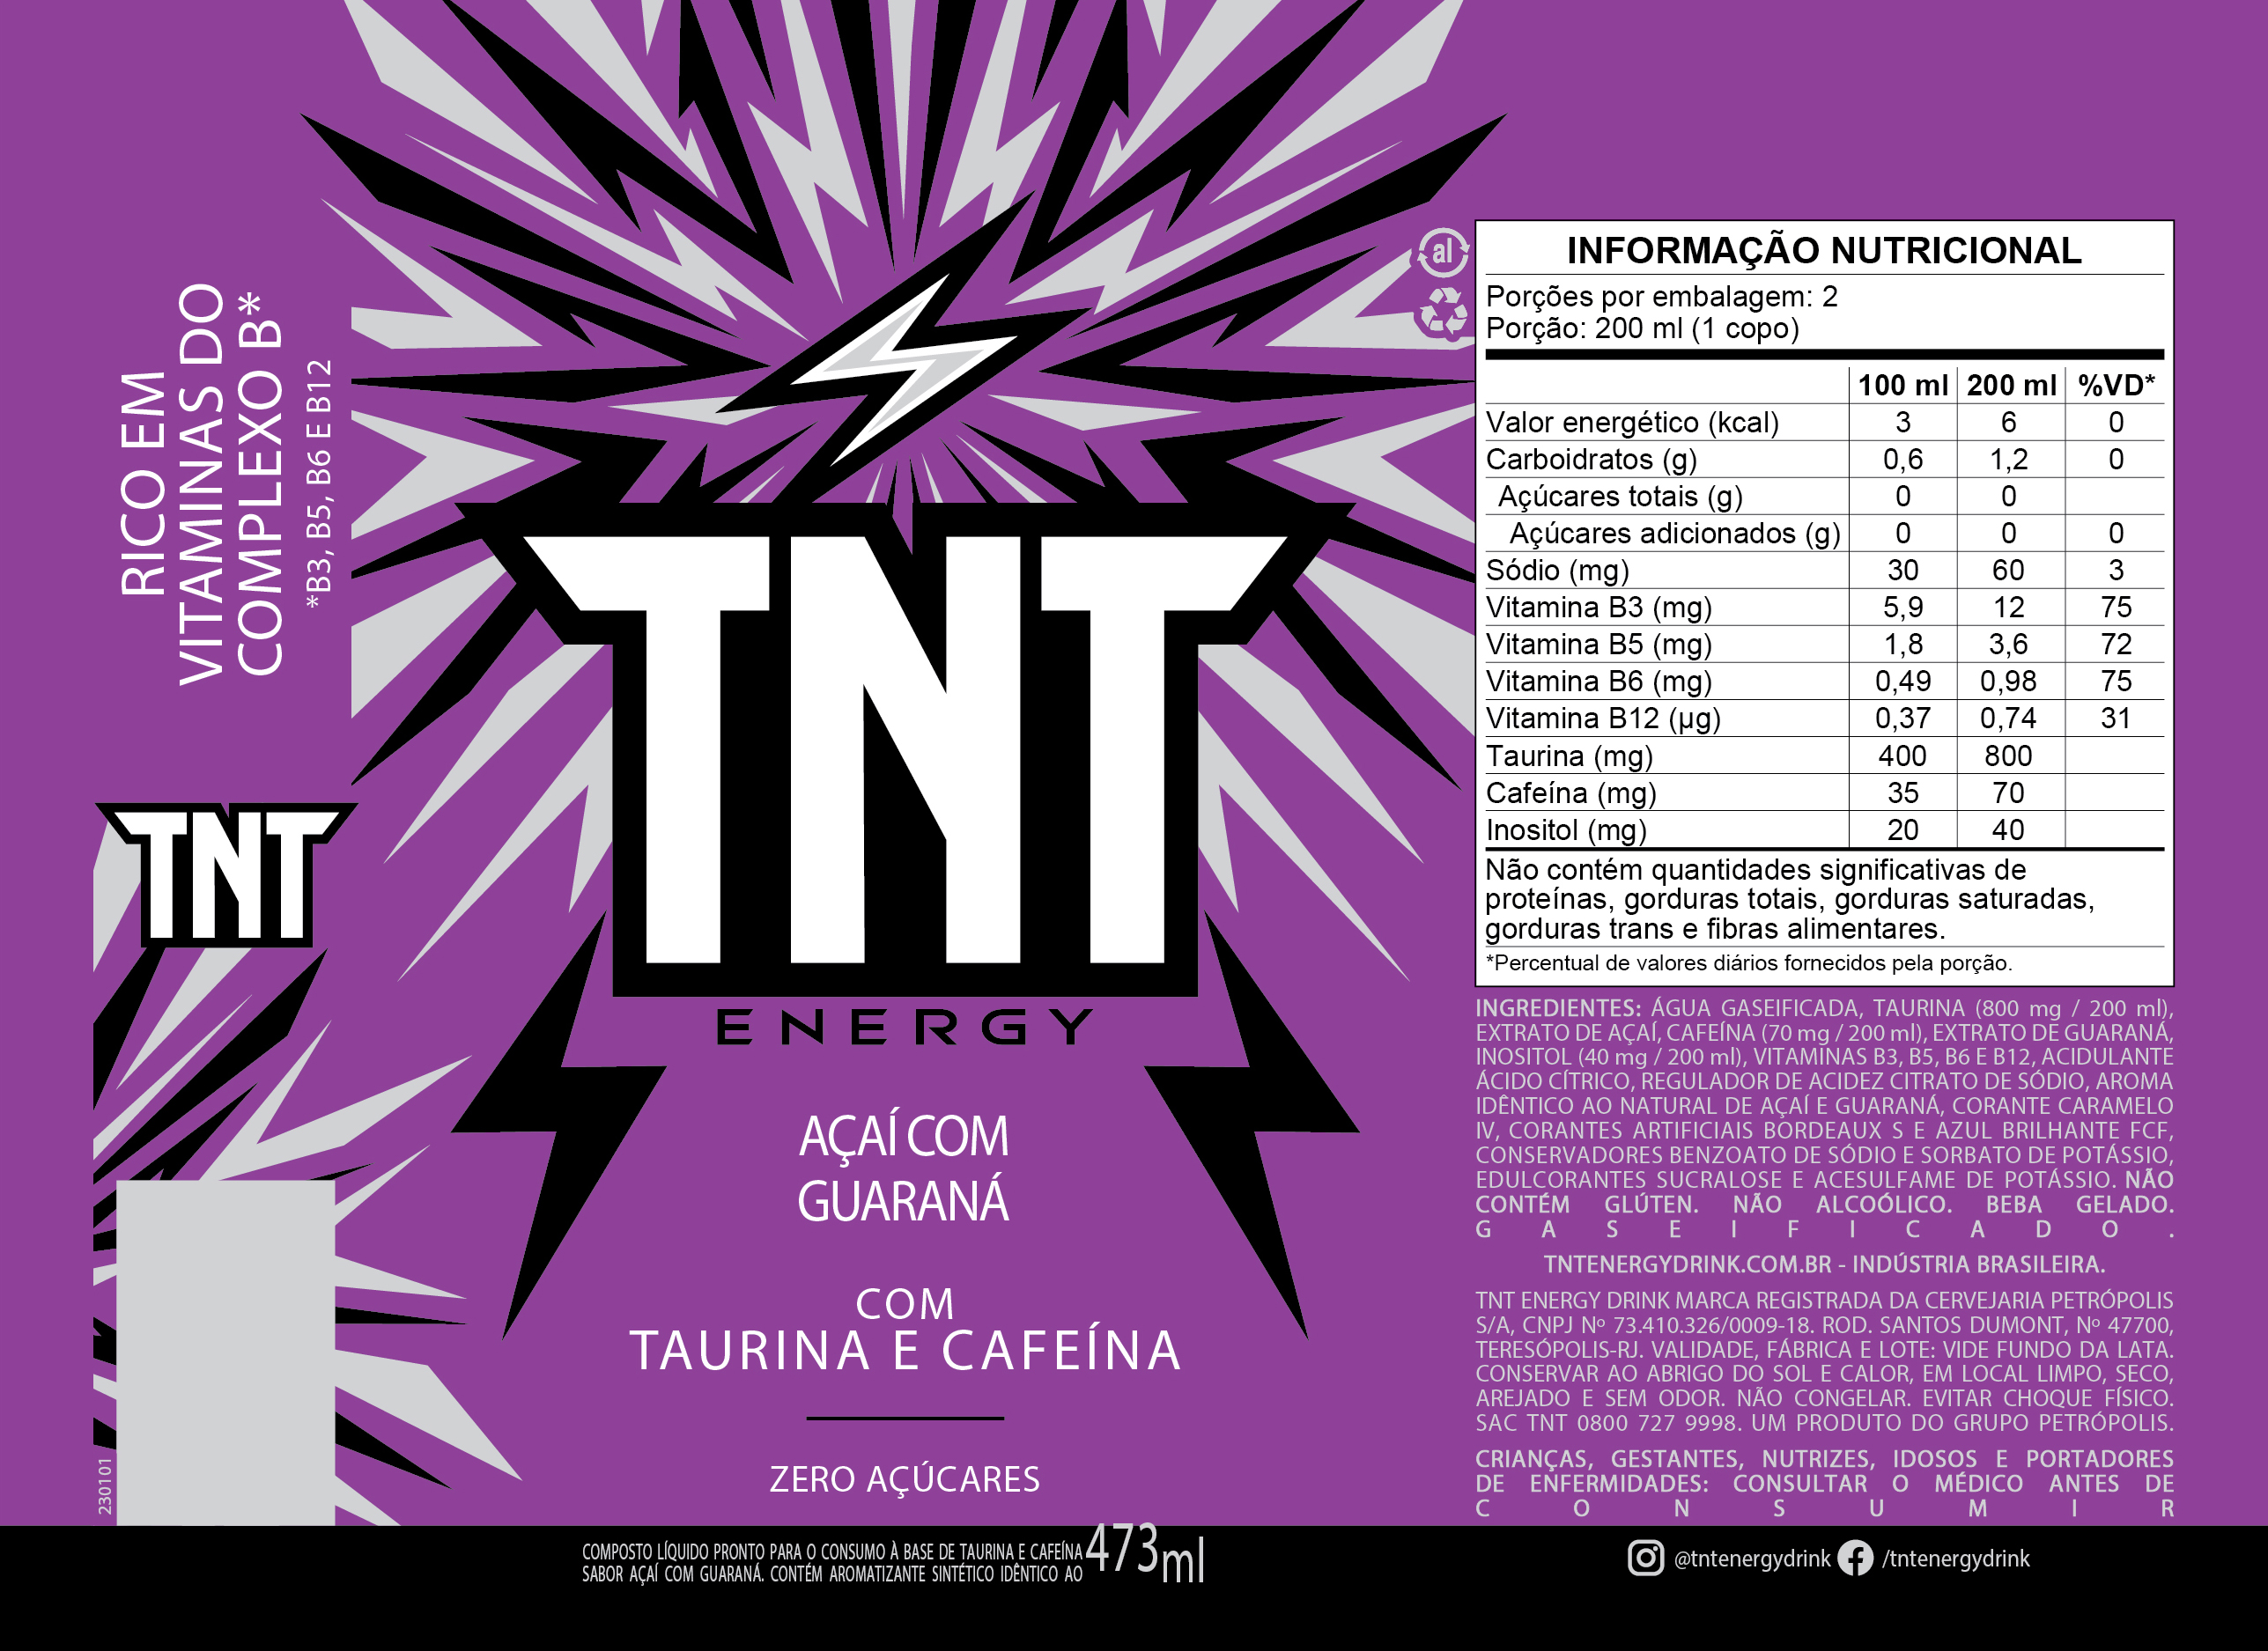 RICO EM
VITAMINAS DO
COMPLEXO B*
*B3, B5, B6 E B12
TNT
230101
TNT
ENERGY
AÇAÍ COM
GUARANÁ
COM
TAURINA E CAFEÍNA
ZERO AÇÚCARES
COMPOSTO LÍQUIDO PRONTO PARA O CONSUMO À BASE DE TAURINA E CAFEÍNA
SABOR AÇAÍ COM GUARANÁ. CONTÉM AROMATIZANTE SINTÉTICO IDÊNTICO AO
473ml
al
INFORMAÇÃO NUTRICIONAL
Porções por embalagem: 2
Porção: 200 ml (1 copo)
100 ml 200 ml %VD*
Valor energético (kcal) 3 6 0
Carboidratos (g) 0,6 1,2 0
Açúcares totais (g) 0 0
Açúcares adicionados (g) 0 0 0
Sódio (mg) 30 60 3
Vitamina B3 (mg) 5,9 12 75
Vitamina B5 (mg) 1,8 3,6 72
Vitamina B6 (mg) 0,49 0,98 75
Vitamina B12 (µg) 0,37 0,74 31
Taurina (mg) 400 800
Cafeína (mg) 35 70
Inositol (mg) 20 40
Não contém quantidades significativas de
proteínas, gorduras totais, gorduras saturadas,
gorduras trans e fibras alimentares.
*Percentual de valores diários fornecidos pela porção.
INGREDIENTES: ÁGUA GASEIFICADA, TAURINA (800 mg / 200 ml),
EXTRATO DE AÇAÍ, CAFEÍNA (70 mg / 200 ml), EXTRATO DE GUARANÁ,
INOSITOL (40 mg / 200 ml), VITAMINAS B3, B5, B6 E B12, ACIDULANTE
ÁCIDO CÍTRICO, REGULADOR DE ACIDEZ CITRATO DE SÓDIO, AROMA
IDÊNTICO AO NATURAL DE AÇAÍ E GUARANÁ, CORANTE CARAMELO
IV, CORANTES ARTIFICIAIS BORDEAUX S E AZUL BRILHANTE FCF,
CONSERVADORES BENZOATO DE SÓDIO E SORBATO DE POTÁSSIO,
EDULCORANTES SUCRALOSE E ACESULFAME DE POTÁSSIO. NÃO
CONTÉM GLÚTEN. NÃO ALCOÓLICO. BEBA GELADO.
GASEIFICADO.
TNTENERGYDRINK.COM.BR - INDÚSTRIA BRASILEIRA.
TNT ENERGY DRINK MARCA REGISTRADA DA CERVEJARIA PETRÓPOLIS
S/A, CNPJ Nº 73.410.326/0009-18. ROD. SANTOS DUMONT, Nº 47700,
TERESÓPOLIS-RJ. VALIDADE, FÁBRICA E LOTE: VIDE FUNDO DA LATA.
CONSERVAR AO ABRIGO DO SOL E CALOR, EM LOCAL LIMPO, SECO,
AREJADO E SEM ODOR. NÃO CONGELAR. EVITAR CHOQUE FÍSICO.
SAC TNT 0800 727 9998. UM PRODUTO DO GRUPO PETRÓPOLIS.
CRIANÇAS, GESTANTES, NUTRIZES, IDOSOS E PORTADORES
DE ENFERMIDADES: CONSULTAR O MÉDICO ANTES DE
CONSUMIR
@tntenergydrink /tntenergydrink